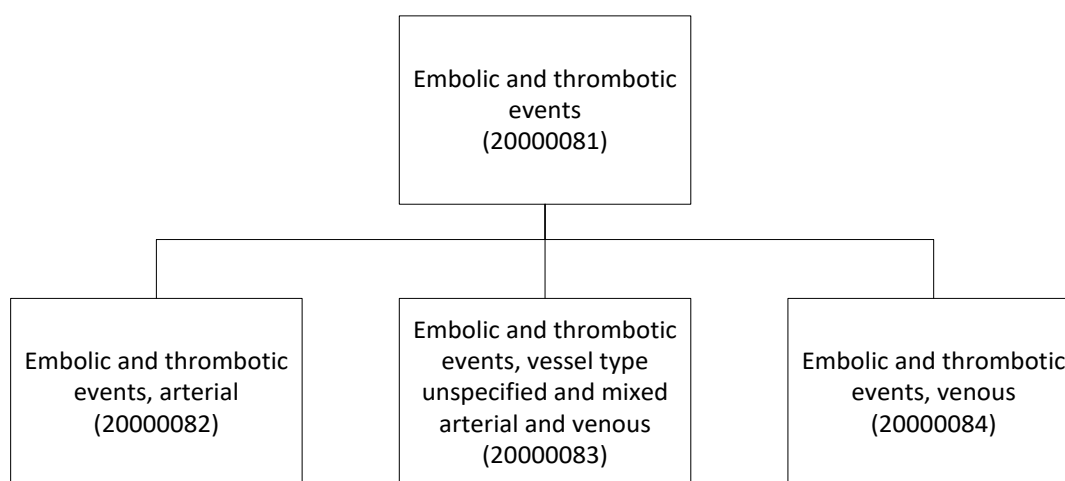 Embolic and thrombotic
events
(20000081)
Embolic and thrombotic
events, arterial
(20000082)
Embolic and thrombotic
events, vessel type
unspecified and mixed
arterial and venous
(20000083)
Embolic and thrombotic
events, venous
(20000084)